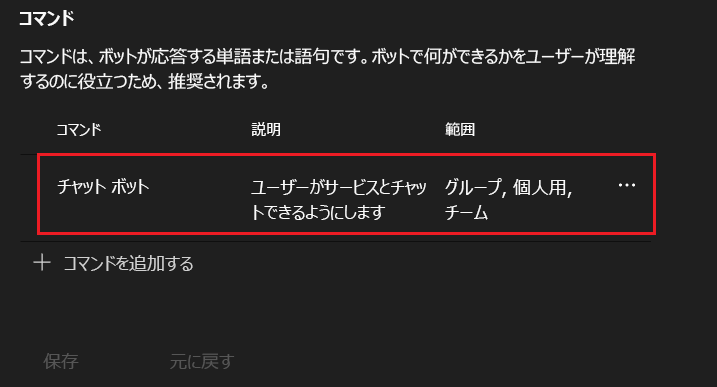 コマンド
コマンドは、ボットが応答する単語または語句です。ボットで何ができるかをユーザーが理解
するのに役立つため、推奨されます。
コマンド 説明 範囲
チャット ボット ユーザーがサービスとチャッ グループ, 個人用, ...
トできるようにします チーム
+ コマンドを追加する
保存 元に戻す